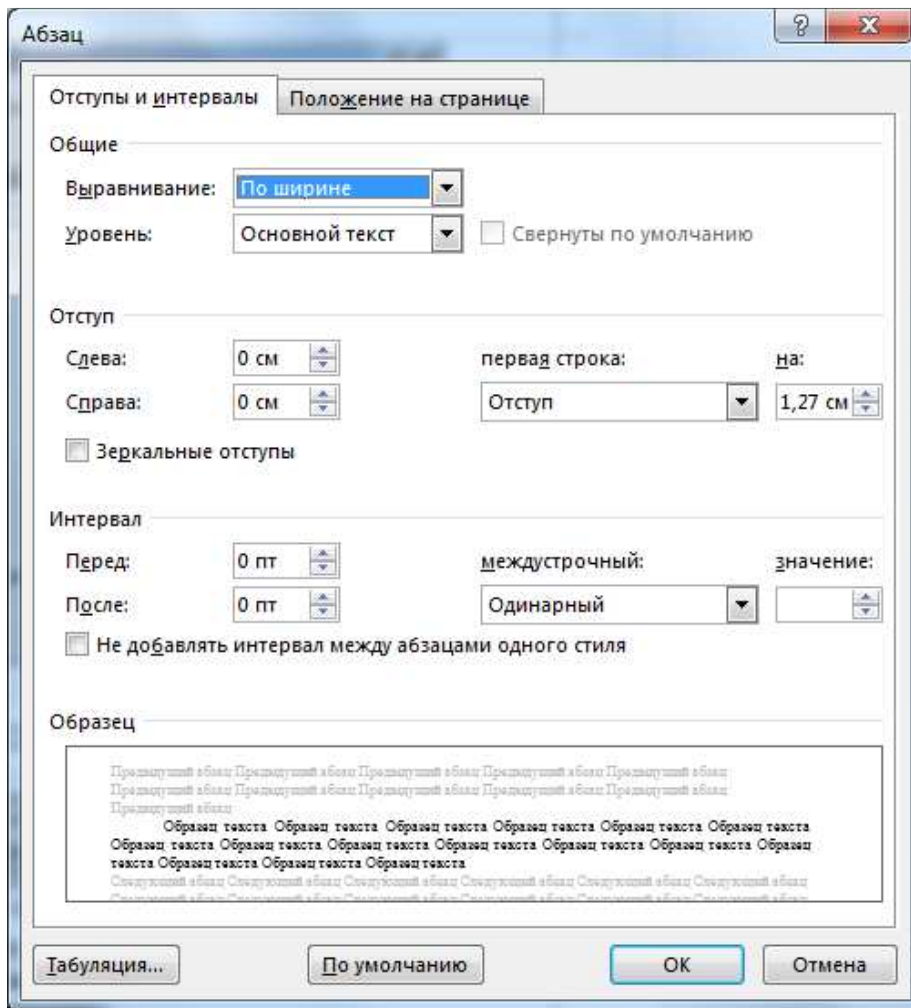 Абзац
Отступы и интервалы Положение на странице
Общие
Выравнивание: По ширине
Уровень: Основной текст Свернуты по умолчанию
Отступ
Слева: 0 см первая строка: на:
Справа: 0 см Отступ 1,27 см
Зеркальные отступы
Интервал
Перед: 0 пт междустрочный: значение:
После: 0 пт Одинарный
Не добавлять интервал между абзацами одного стиля
Образец
Предыдущий абзац Предыдущий абзац Предыдущий абзац Предыдущий абзац Предыдущий абзац
Предыдущий абзац Предыдущий абзац Предыдущий абзац Предыдущий абзац Предыдущий абзац
Предыдущий абзац
Образец текста Образец текста Образец текста Образец текста Образец текста Образец текста
Образец текста Образец текста Образец текста Образец текста Образец текста Образец текста Образец
текста Образец текста Образец текста Образец текста
Следующий абзац Следующий абзац Следующий абзац Следующий абзац Следующий абзац Следующий абзац
Табуляция... По умолчанию ОК Отмена